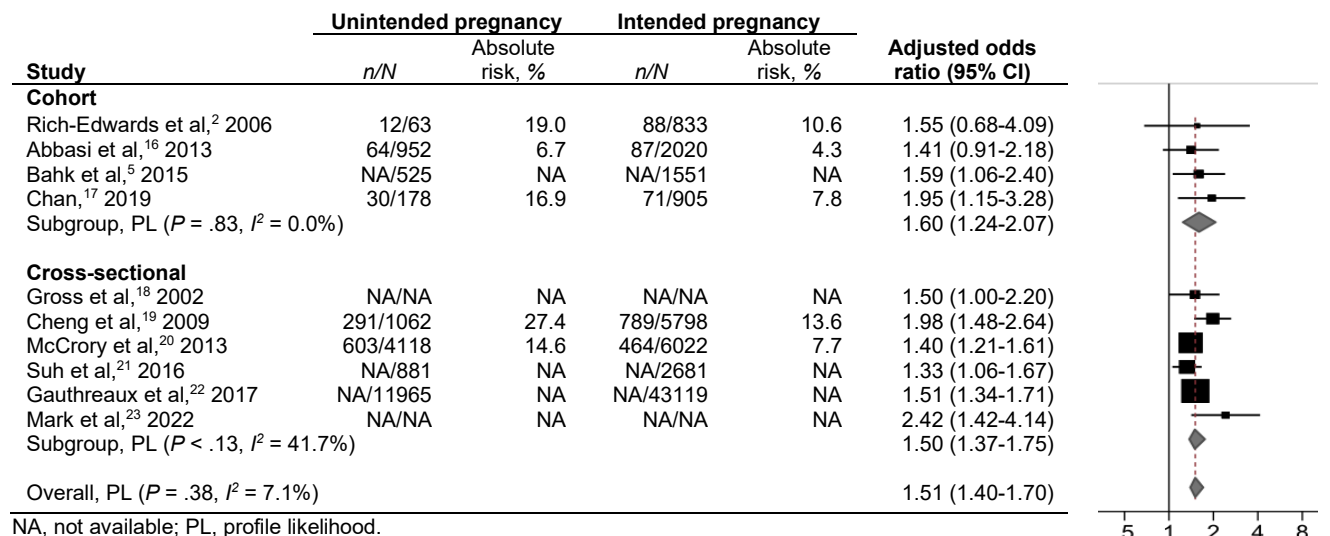 Unintended pregnancy Intended pregnancy
Absolute Absolute Adjusted odds
Study n/N risk, % n/N risk, % ratio (95% CI)
Cohort
Rich-Edwards et al,2 2006 12/63 19.0 88/833 10.6 1.55 (0.68-4.09)
Abbasi et al,16 2013 64/952 6.7 87/2020 4.3 1.41 (0.91-2.18)
Bahk et al,5 2015 NA/525 NA NA/1551 NA 1.59 (1.06-2.40)
Chan,17 2019 30/178 16.9 71/905 7.8 1.95 (1.15-3.28)
Subgroup, PL (P = .83, I2 = 0.0%) 1.60 (1.24-2.07)
Cross-sectional
Gross et al,18 2002 NA/NA NA NA/NA NA 1.50 (1.00-2.20)
Cheng et al,19 2009 291/1062 27.4 789/5798 13.6 1.98 (1.48-2.64)
McCrory et al,20 2013 603/4118 14.6 464/6022 7.7 1.40 (1.21-1.61)
Suh et al,21 2016 NA/881 NA NA/2681 NA 1.33 (1.06-1.67)
Gauthreaux et al,22 2017 NA/11965 NA NA/43119 NA 1.51 (1.34-1.71)
Mark et al,23 2022 NA/NA NA NA/NA NA 2.42 (1.42-4.14)
Subgroup, PL (P < .13, I2 = 41.7%) 1.50 (1.37-1.75)
Overall, PL (P = .38, I2 = 7.1%) 1.51 (1.40-1.70)
NA, not available; PL, profile likelihood.
.5 1 2 4 8